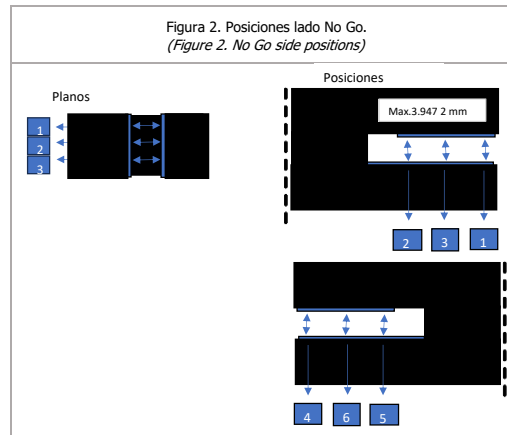 Figura 2. Posiciones lado No Go.
(Figure 2. No Go side positions)
Posiciones
Planos
Max.3.947 2 mm
1
2
3
2 3 1
4 6 5